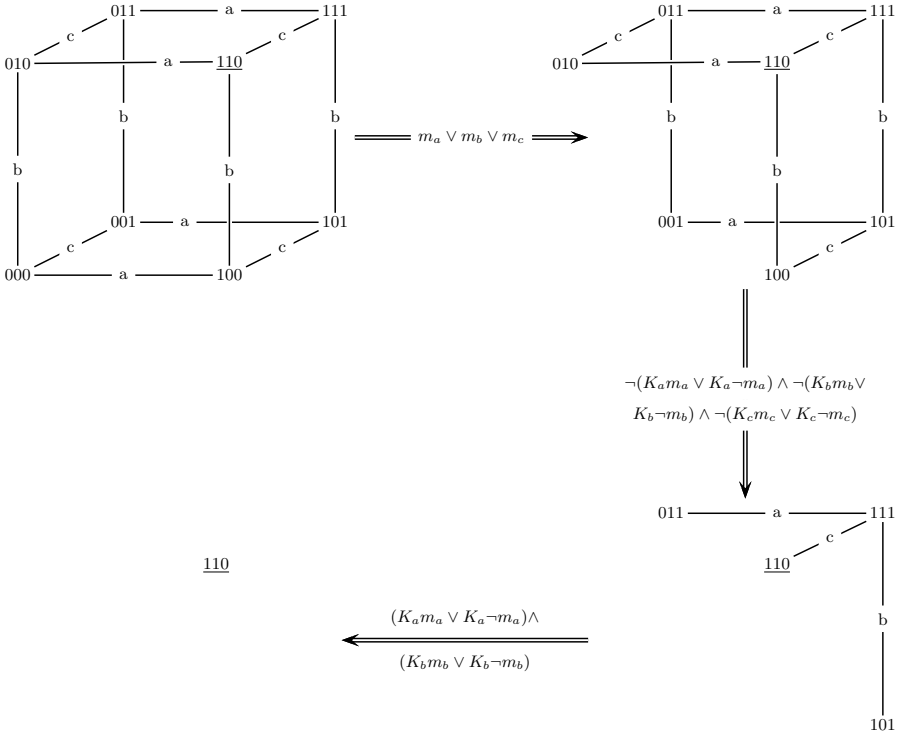 011 a 111 011 a 111
c c c c
010 a 110 010 a 110
b b b b
m_a ∨ m_b ∨ m_c
b b b
001 a 101 001 a 101
c c c
000 a 100 100
¬(K_a m_a ∨ K_a ¬m_a) ∧ ¬(K_b m_b ∨
K_b ¬m_b) ∧ ¬(K_c m_c ∨ K_c ¬m_c)
011 a 111
c
110 110
(K_a m_a ∨ K_a ¬m_a)∧
b
(K_b m_b ∨ K_b ¬m_b)
101